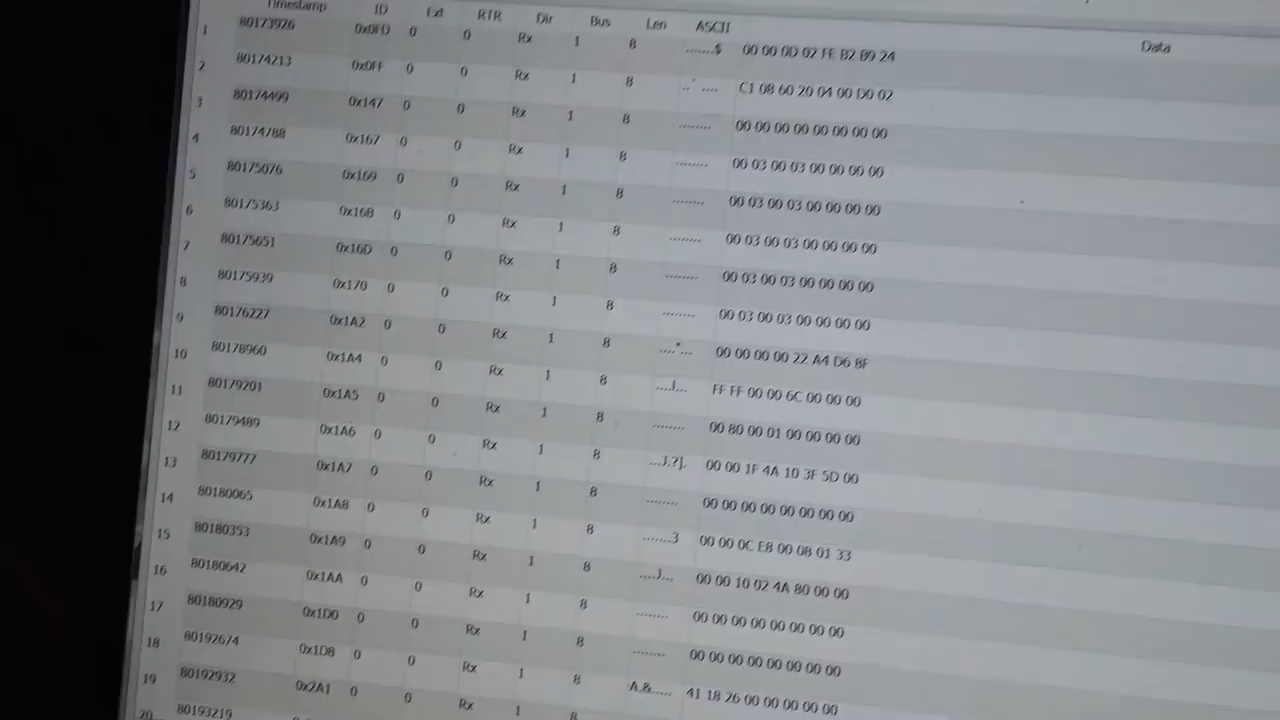 Timestamp ID Ext RTR Dir Bus Len ASCII Data
1 80173926 0x0FD 0 0 Rx 1 8 .......$ 00 00 0D 02 FE B2 B9 24
2 80174213 0x0FF 0 0 Rx 1 8 ..` .... C1 08 60 20 04 00 D0 02
3 80174499 0x147 0 0 Rx 1 8 ........ 00 00 00 00 00 00 00 00
4 80174788 0x167 0 0 Rx 1 8 ........ 00 03 00 03 00 00 00 00
5 80175076 0x169 0 0 Rx 1 8 ........ 00 03 00 03 00 00 00 00
6 80175363 0x16B 0 0 Rx 1 8 ........ 00 03 00 03 00 00 00 00
7 80175651 0x16D 0 0 Rx 1 8 ........ 00 03 00 03 00 00 00 00
8 80175939 0x170 0 0 Rx 1 8 ........ 00 03 00 03 00 00 00 00
9 80176227 0x1A2 0 0 Rx 1 8 ...."... 00 00 00 00 22 A4 D6 8F
10 80178960 0x1A4 0 0 Rx 1 8 ....l... FF FF 00 00 6C 00 00 00
11 80179201 0x1A5 0 0 Rx 1 8 ........ 00 80 00 01 00 00 00 00
12 80179489 0x1A6 0 0 Rx 1 8 ...J.?]. 00 00 1F 4A 10 3F 5D 00
13 80179777 0x1A7 0 0 Rx 1 8 ........ 00 00 00 00 00 00 00 00
14 80180065 0x1A8 0 0 Rx 1 8 .......3 00 00 0C E8 00 08 01 33
15 80180353 0x1A9 0 0 Rx 1 8 ....J... 00 00 10 02 4A 80 00 00
16 80180642 0x1AA 0 0 Rx 1 8 ........ 00 00 00 00 00 00 00 00
17 80180929 0x1D0 0 0 Rx 1 8 ........ 00 00 00 00 00 00 00 00
18 80192674 0x1D8 0 0 Rx 1 8 A.&..... 41 18 26 00 00 00 00 00
19 80192932 0x2A1 0 0 Rx 1 8
20 80193219